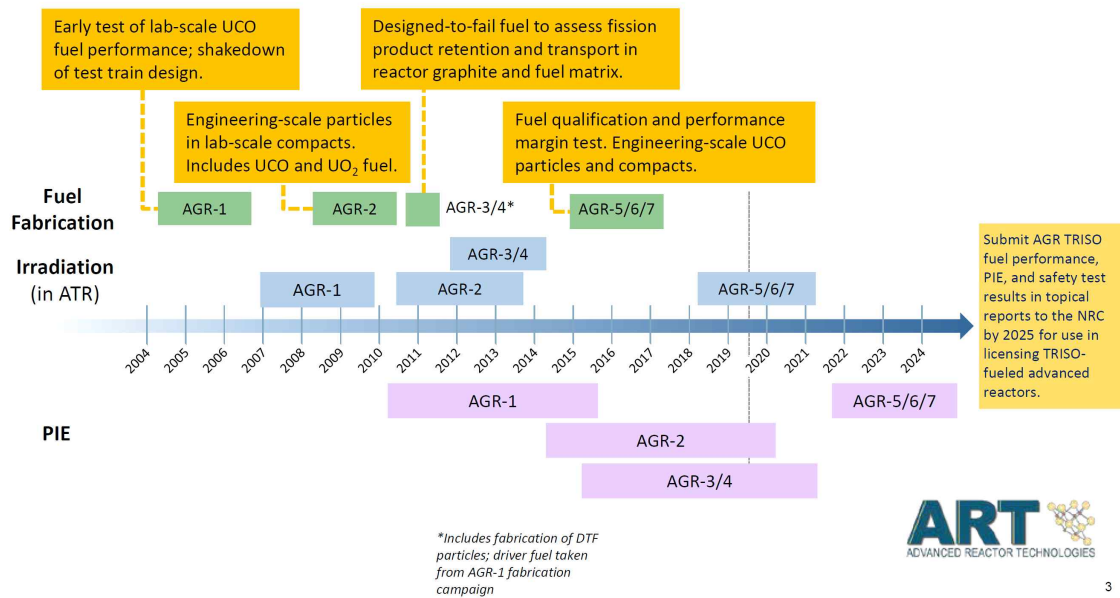 Early test of lab-scale UCO
fuel performance; shakedown
of test train design.
Designed-to-fail fuel to assess fission
product retention and transport in
reactor graphite and fuel matrix.
Engineering-scale particles
in lab-scale compacts.
Includes UCO and UO₂ fuel.
Fuel qualification and performance
margin test. Engineering-scale UCO
particles and compacts.
Fuel
Fabrication
AGR-1
AGR-2
AGR-3/4*
AGR-5/6/7
Irradiation
(in ATR)
AGR-3/4
AGR-1
AGR-2
AGR-5/6/7
2004
2005
2006
2007
2008
2009
2010
2011
2012
2013
2014
2015
2016
2017
2018
2019
2020
2021
2022
2023
2024
Submit AGR TRISO
fuel performance,
PIE, and safety test
results in topical
reports to the NRC
by 2025 for use in
licensing TRISO-
fueled advanced
reactors.
PIE
AGR-1
AGR-5/6/7
AGR-2
AGR-3/4
*Includes fabrication of DTF
particles; driver fuel taken
from AGR-1 fabrication
campaign
ART
ADVANCED REACTOR TECHNOLOGIES
3